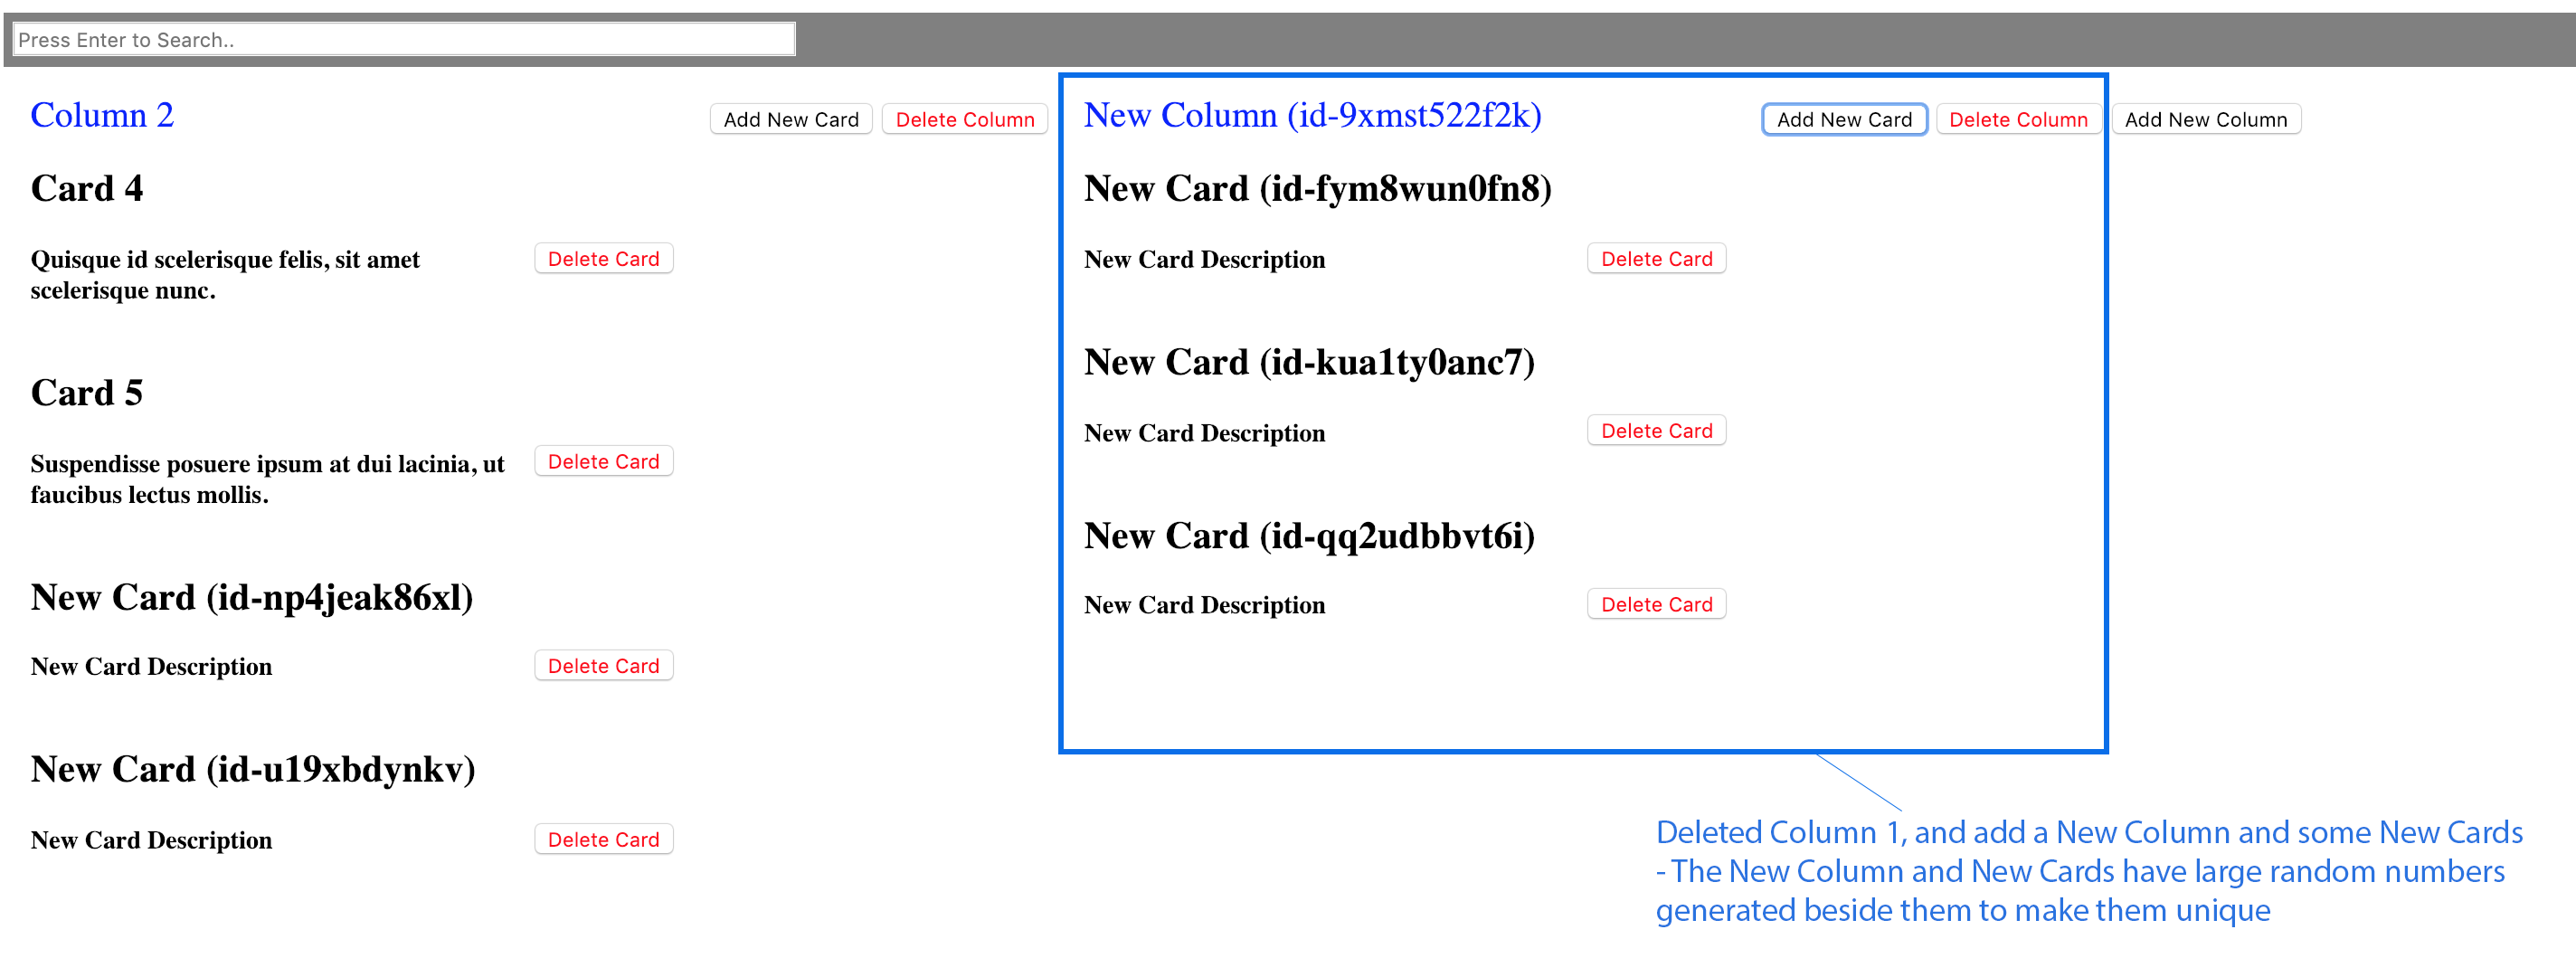 Press Enter to Search..
Column 2
Add New Card
Delete Column
Card 4
Quisque id scelerisque felis, sit amet
scelerisque nunc.
Delete Card
Card 5
Suspendisse posuere ipsum at dui lacinia, ut
faucibus lectus mollis.
Delete Card
New Card (id-np4jeak86xl)
New Card Description
Delete Card
New Card (id-u19xbdynkv)
New Card Description
Delete Card
New Column (id-9xmst522f2k)
Add New Card
Delete Column
New Card (id-fym8wun0fn8)
New Card Description
Delete Card
New Card (id-kua1ty0anc7)
New Card Description
Delete Card
New Card (id-qq2udbbvt6i)
New Card Description
Delete Card
Add New Column
Deleted Column 1, and add a New Column and some New Cards
- The New Column and New Cards have large random numbers
generated beside them to make them unique